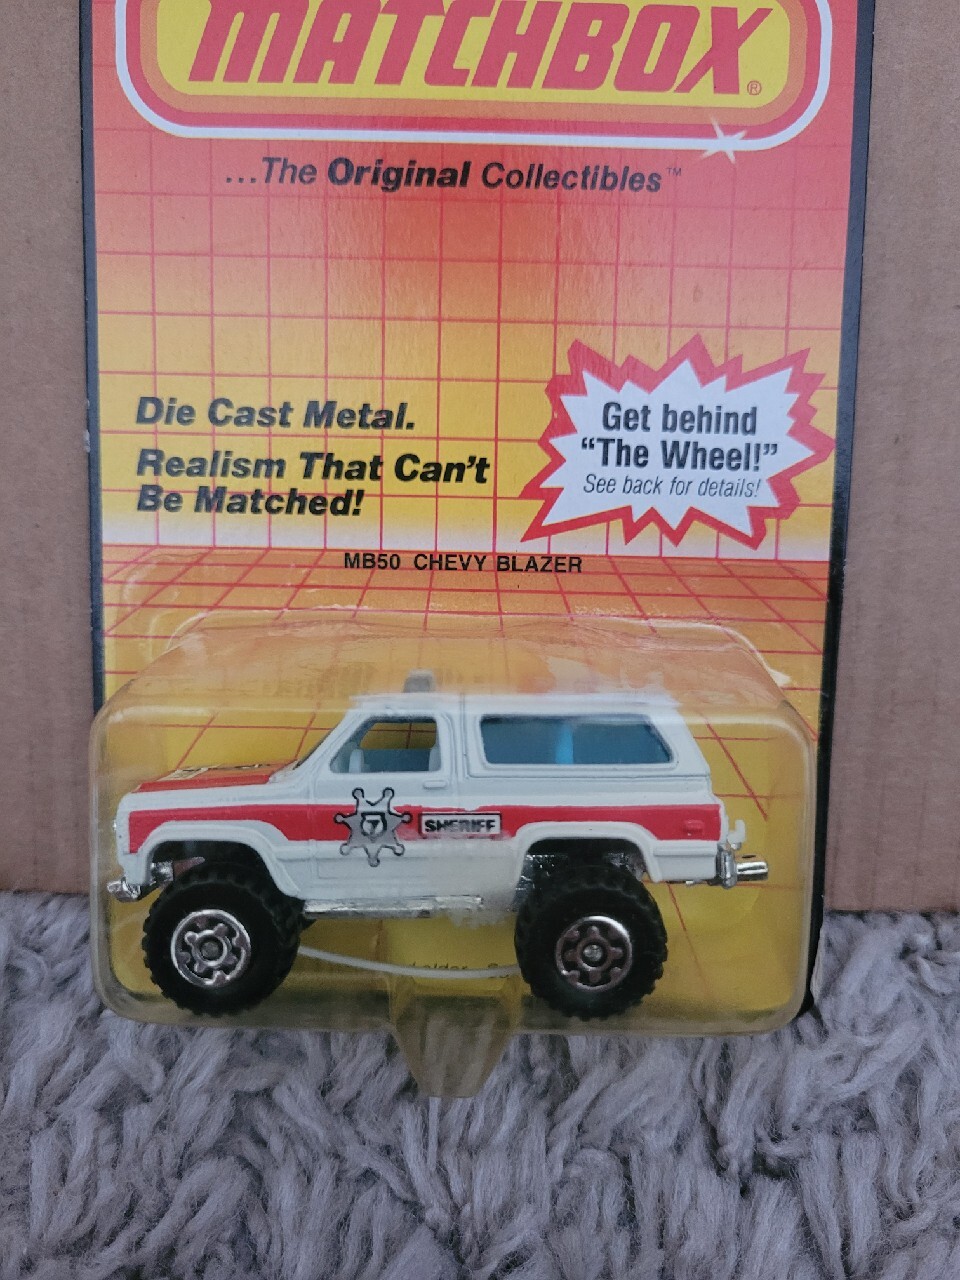 MATCHBOX®
...The Original Collectibles™
Die Cast Metal.
Realism That Can't
Be Matched!
Get behind
“The Wheel!”
See back for details!
MB50 CHEVY BLAZER
7
SHERIFF